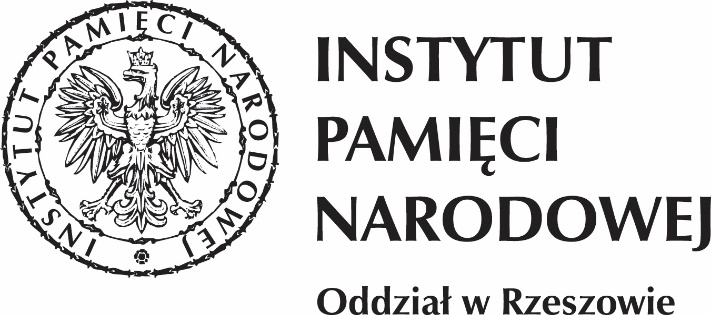 INSTYTUT PAMIĘCI NARODOWEJ
INSTYTUT
PAMIĘCI
NARODOWEJ
Oddział w Rzeszowie